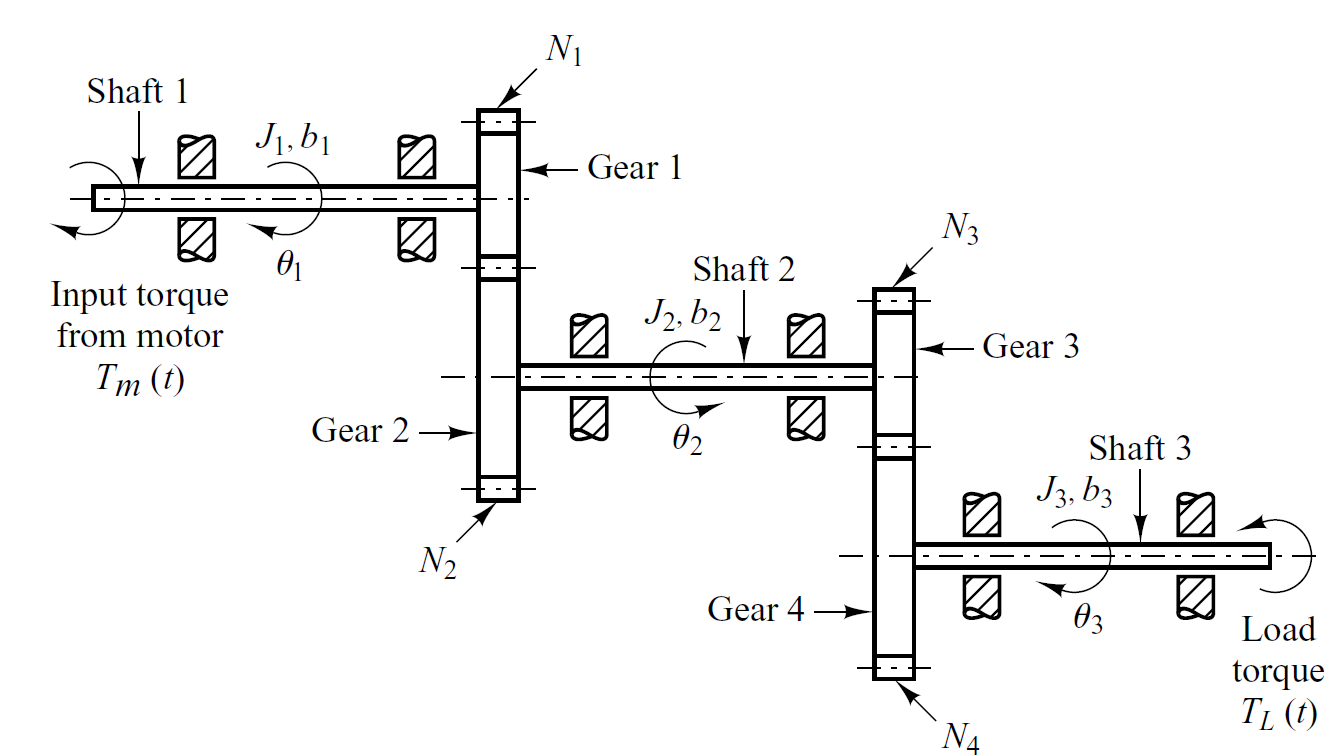 N1
Shaft 1
J1, b1
Gear 1
θ1
Input torque
from motor
Tm (t)
N3
Shaft 2
J2, b2
Gear 3
Gear 2
θ2
N2
Shaft 3
J3, b3
Gear 4
θ3
Load
torque
TL (t)
N4